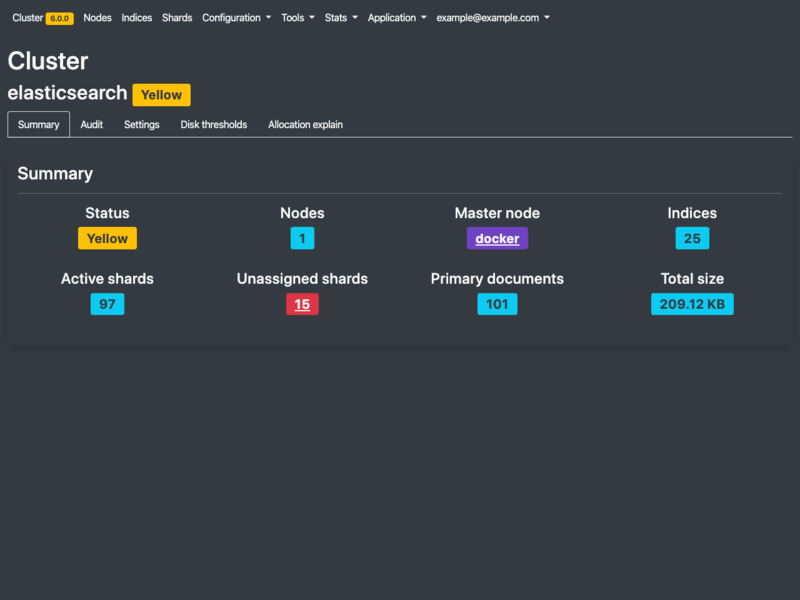 Cluster 6.0.0 Nodes Indices Shards Configuration Tools Stats Application example@example.com
Cluster
elasticsearch Yellow
Summary Audit Settings Disk thresholds Allocation explain
Summary
Status Nodes Master node Indices
Yellow 1 docker 25
Active shards Unassigned shards Primary documents Total size
97 15 101 209.12 KB